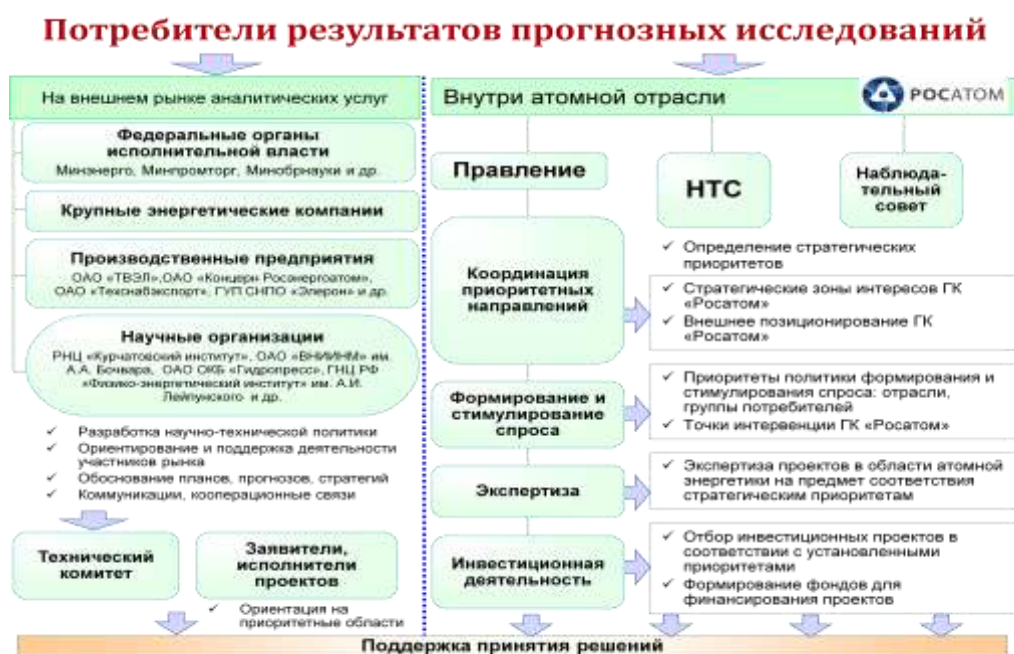 Потребители результатов прогнозных исследований
На внешнем рынке аналитических услуг
Федеральные органы
исполнительной власти
Минэнерго, Минпромторг, Минобрнауки и др.
Крупные энергетические компании
Производственные предприятия
ОАО «ТВЭЛ»,ОАО «Концерн Росэнергоатом»,
ОАО «Техснабэкспорт», ГУП СНПО «Элерон» и др.
Научные организации
РНЦ «Курчатовский институт», ОАО «ВНИИНМ» им.
А.А. Бочвара, ОАО ОКБ «Гидропресс», ГНЦ РФ
«Физико-энергетический институт» им. А.И.
Лейпунского и др.
✓ Разработка научно-технической политики
✓ Ориентирование и поддержка деятельности
участников рынка
✓ Обоснование планов, прогнозов, стратегий
✓ Коммуникации, кооперационные связи
Технический
комитет
Заявители,
исполнители
проектов
✓ Ориентация на
приоритетные области
Внутри атомной отрасли
РОСАТОМ
Правление
НТС
Наблюда-
тельный
совет
✓ Определение стратегических
приоритетов
Координация
приоритетных
направлений
✓ Стратегические зоны интересов ГК
«Росатом»
✓ Внешнее позиционирование ГК
«Росатом»
Формирование и
стимулирование
спроса
✓ Приоритеты политики формирования и
стимулирования спроса: отрасли,
группы потребителей
✓ Точки интервенции ГК «Росатом»
Экспертиза
✓ Экспертиза проектов в области атомной
энергетики на предмет соответствия
стратегическим приоритетам
Инвестиционная
деятельность
✓ Отбор инвестиционных проектов в
соответствии с установленными
приоритетами
✓ Формирование фондов для
финансирования проектов
Поддержка принятия решений